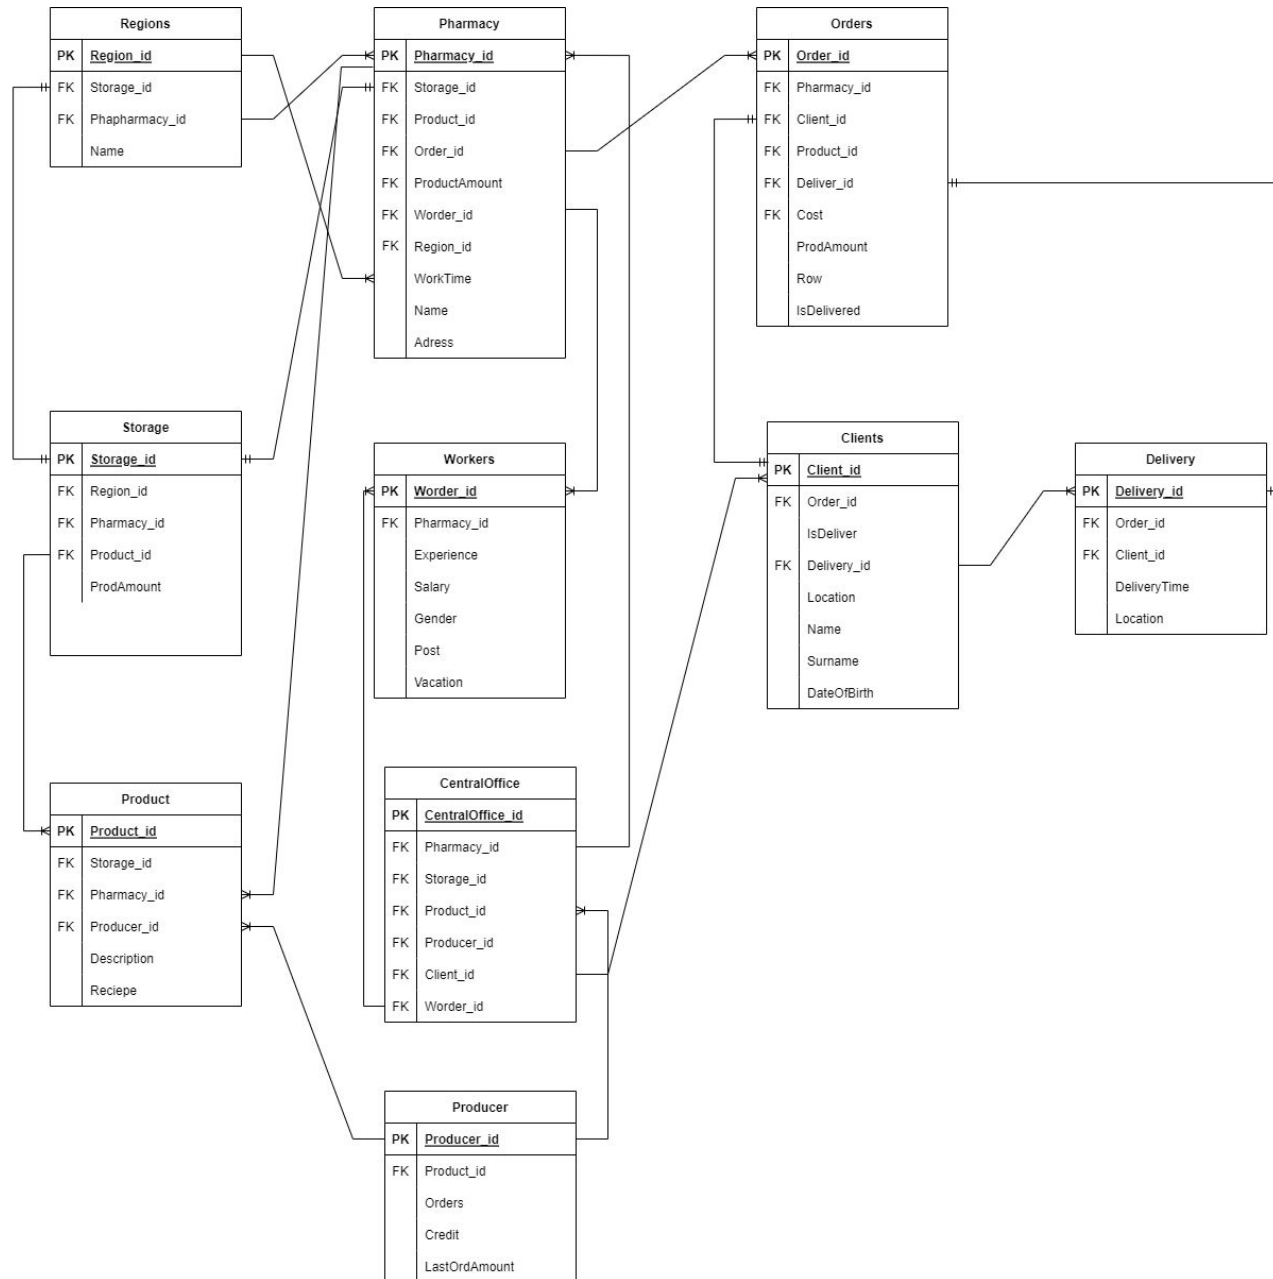 Regions
PK Region_id
FK Storage_id
FK Phapharmacy_id
Name
Pharmacy
PK Pharmacy_id
FK Storage_id
FK Product_id
FK Order_id
FK ProductAmount
FK Worder_id
FK Region_id
WorkTime
Name
Adress
Orders
PK Order_id
FK Pharmacy_id
FK Client_id
FK Product_id
FK Deliver_id
FK Cost
ProdAmount
Row
IsDelivered
Storage
PK Storage_id
FK Region_id
FK Pharmacy_id
FK Product_id
ProdAmount
Workers
PK Worder_id
FK Pharmacy_id
Experience
Salary
Gender
Post
Vacation
Clients
PK Client_id
FK Order_id
IsDeliver
FK Delivery_id
Location
Name
Surname
DateOfBirth
Delivery
PK Delivery_id
FK Order_id
FK Client_id
DeliveryTime
Location
Product
PK Product_id
FK Storage_id
FK Pharmacy_id
FK Producer_id
Description
Reciepe
CentralOffice
PK CentralOffice_id
FK Pharmacy_id
FK Storage_id
FK Product_id
FK Producer_id
FK Client_id
FK Worder_id
Producer
PK Producer_id
FK Product_id
Orders
Credit
LastOrdAmount